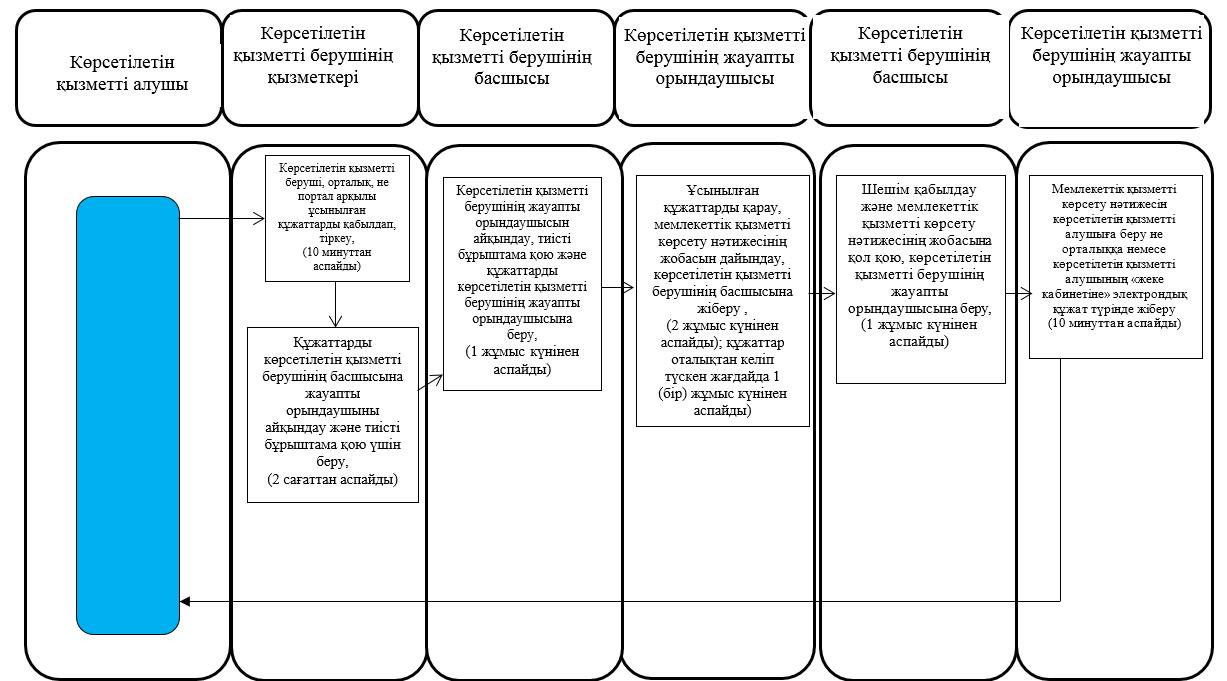 Көрсетілетін
қызметті алушы
Көрсетілетін
қызметті берушінің
қызметкері
Көрсетілетін
қызметті берушінің
басшысы
Көрсетілетін қызметті
берушінің жауапты
орындаушысы
Көрсетілетін
қызметті берушінің
басшысы
Көрсетілетін қызметті
берушінің жауапты
орындаушысы
Көрсетілетін қызметті
беруші, орталық, не
портал арқылы
ұсынылған
құжаттарды қабылдап,
тіркеу,
(10 минуттан
аспайды)
Құжаттарды
көрсетілетін қызметті
берушінің басшысына
жауапты
орындаушыны
айқындау және тиісті
бұрыштама қою үшін
беру,
(2 сағаттан аспайды)
Көрсетілетін қызметті
берушінің жауапты
орындаушысын
айқындау, тиісті
бұрыштама қою және
құжаттарды
көрсетілетін қызметті
берушінің жауапты
орындаушысына
беру,
(1 жұмыс күнінен
аспайды)
Ұсынылған
құжаттарды қарау,
мемлекеттік қызметті
көрсету нәтижесінің
жобасын дайындау,
көрсетілетін қызметті
берушінің басшысына
жіберу ,
(2 жұмыс күнінен
аспайды); құжаттар
оталықтан келіп
түскен жағдайда 1
(бір) жұмыс күнінен
аспайды)
Шешім қабылдау
және мемлекеттік
қызметті көрсету
нәтижесінің жобасына
қол қою, көрсетілетін
қызметті берушінің
жауапты
орындаушысына беру,
(1 жұмыс күнінен
аспайды)
Мемлекеттік қызметті
көрсету нәтижесін
көрсетілетін қызметті
алушыға беру не
орталыққа немесе
көрсетілетін қызметті
алушының «жеке
кабинетіне» электрондық
құжат түрінде жіберу
(10 минуттан аспайды)